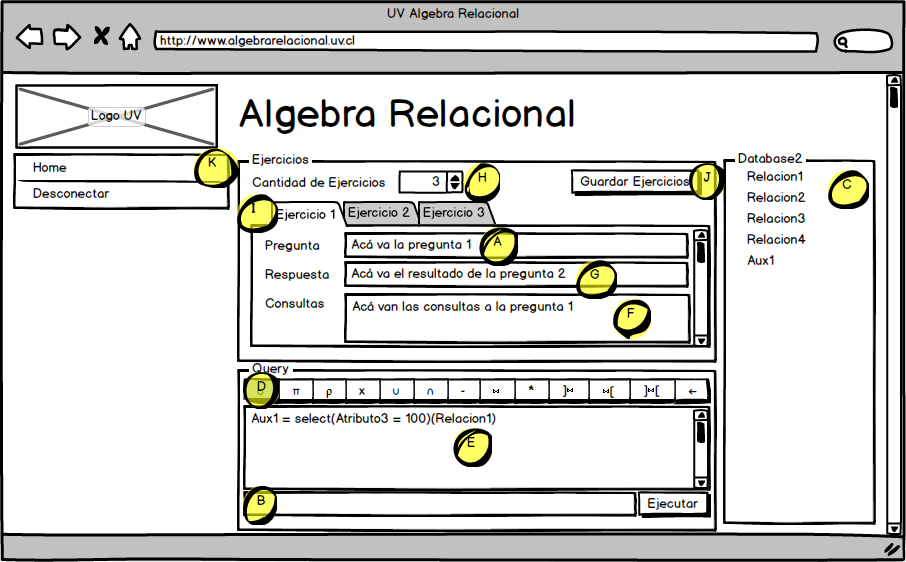 UV Algebra Relacional
http://www.algebrarelacional.uv.cl
Logo UV
Algebra Relacional
Home
K
Desconectar
Ejercicios
Cantidad de Ejercicios
3
H
Guardar Ejercicios
J
I
Ejercicio 1
Ejercicio 2
Ejercicio 3
Pregunta
Acá va la pregunta 1
A
Respuesta
Acá va el resultado de la pregunta 2
G
Consultas
Acá van las consultas a la pregunta 1
F
Query
D
π ρ x ∪ ∩ - ⋈ * ]⋈ ⋈[ ]⋈[ ←
Aux1 = select(Atributo3 = 100)(Relacion1)
E
B
Ejecutar
Database2
Relacion1
C
Relacion2
Relacion3
Relacion4
Aux1